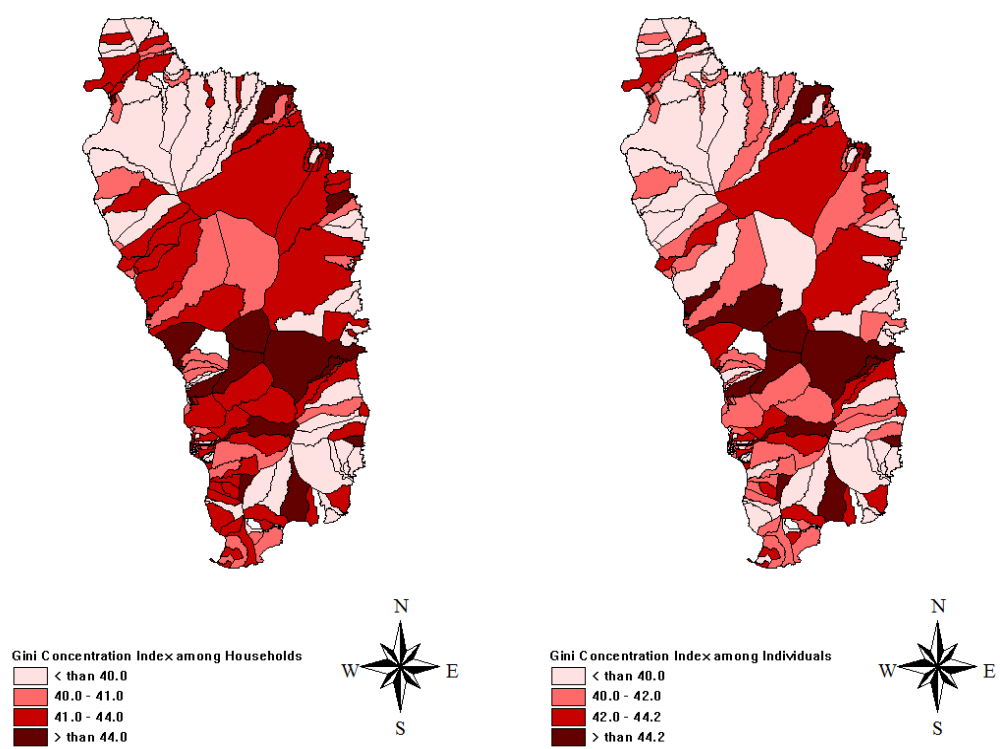 N
W E
S
Gini Concentration Index among Households
< than 40.0
40.0 - 41.0
41.0 - 44.0
> than 44.0
N
W E
S
Gini Concentration Index among Individuals
< than 40.0
40.0 - 42.0
42.0 - 44.2
> than 44.2